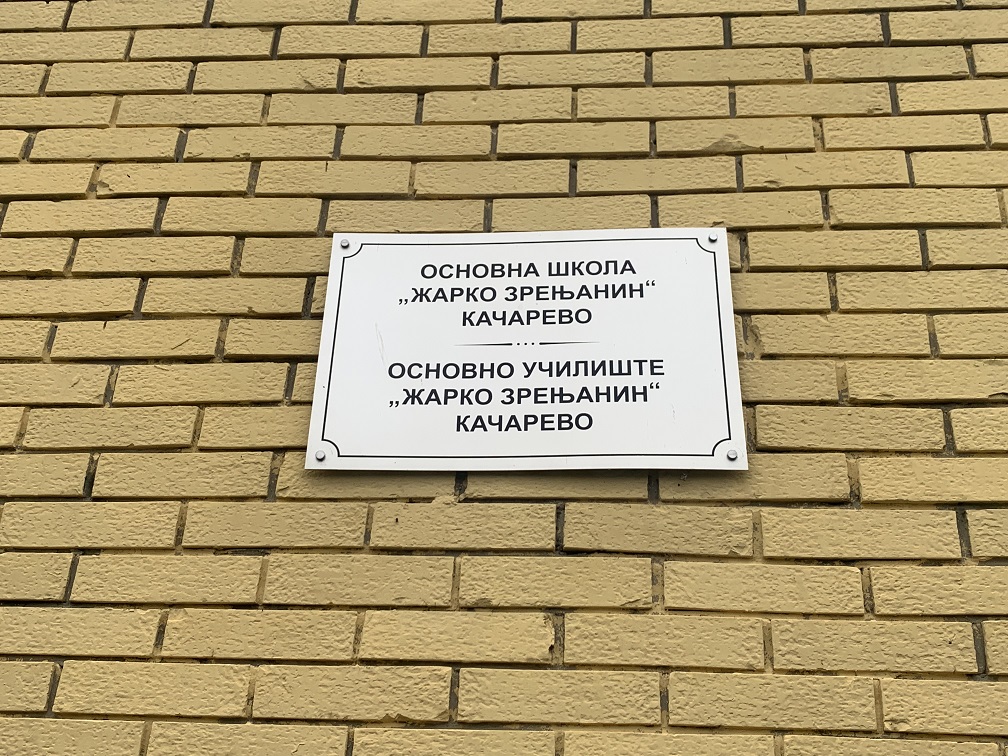 ОСНОВНА ШКОЛА
„ЖАРКО ЗРЕЊАНИН“
КАЧАРЕВО
ОСНОВНО УЧИЛИШТЕ
„ЖАРКО ЗРЕЊАНИН“
КАЧАРЕВО